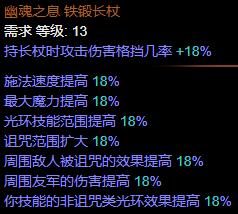 幽魂之息 铁锻长杖
需求 等级: 13
持长杖时攻击伤害格挡几率 +18%
施法速度提高 18%
最大魔力提高 18%
光环技能范围提高 18%
诅咒范围扩大 18%
周围敌人被诅咒的效果提高 18%
周围友军的伤害提高 18%
你技能的非诅咒类光环效果提高 18%